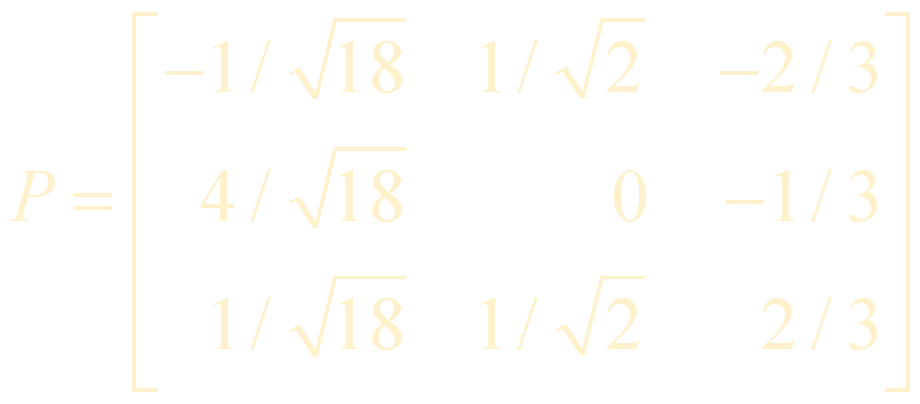 -1/√18 1/√2 -2/3
P = 4/√18 0 -1/3
1/√18 1/√2 2/3